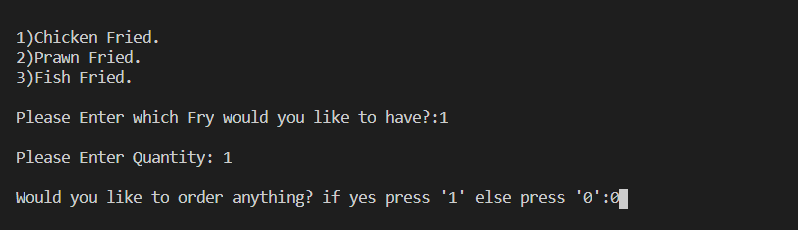 1)Chicken Fried.
2)Prawn Fried.
3)Fish Fried.
Please Enter which Fry would you like to have?:1
Please Enter Quantity: 1
Would you like to order anything? if yes press '1' else press '0':0